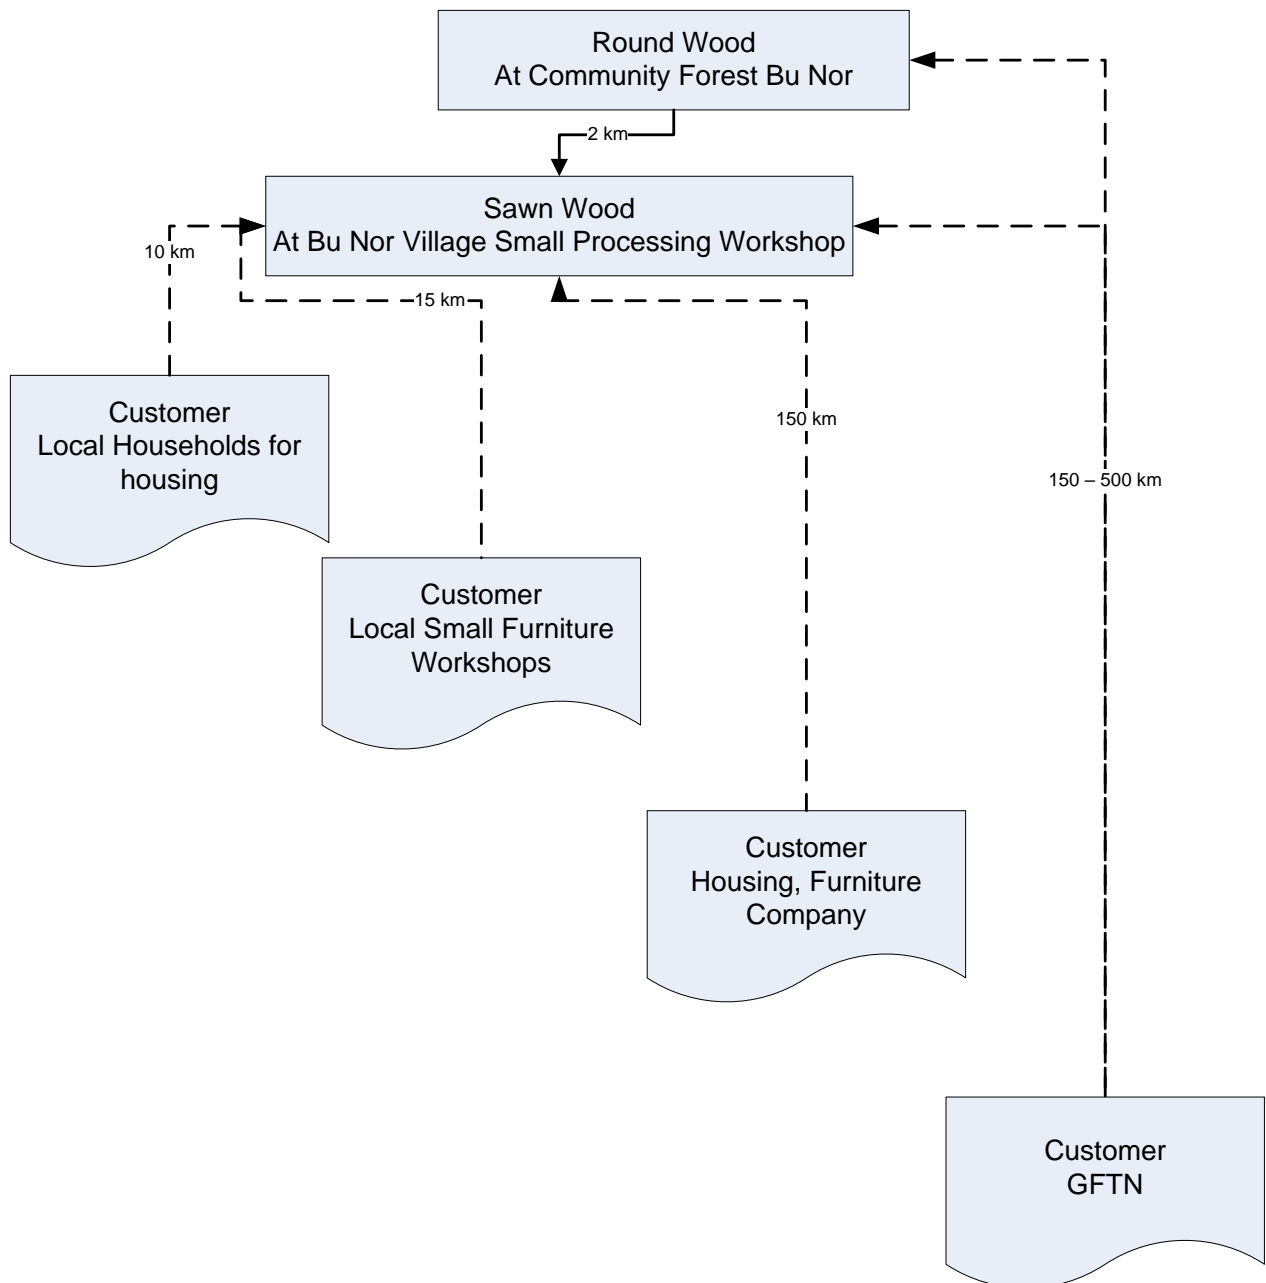 Round Wood
At Community Forest Bu Nor
2 km
Sawn Wood
At Bu Nor Village Small Processing Workshop
10 km
15 km
Customer
Local Households for
housing
150 km
150 – 500 km
Customer
Local Small Furniture
Workshops
Customer
Housing, Furniture
Company
Customer
GFTN